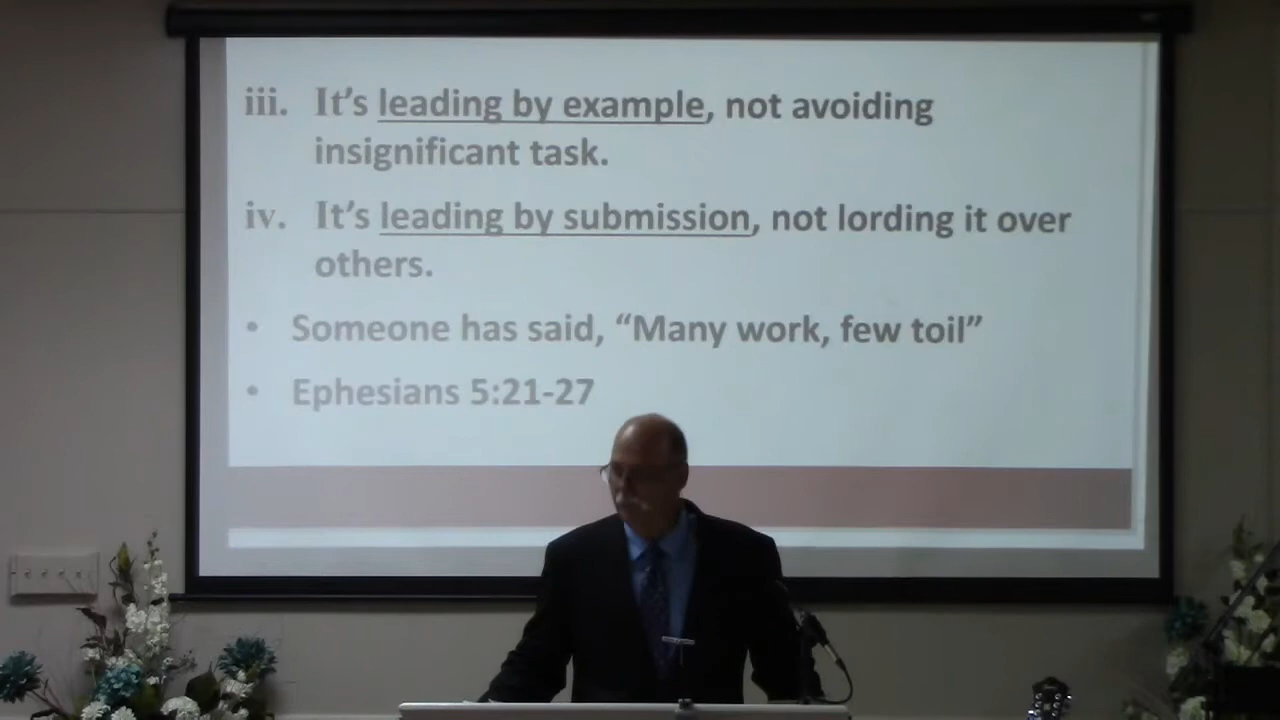 iii. It's leading by example, not avoiding
insignificant task.
iv. It's leading by submission, not lording it over
others.
• Someone has said, “Many work, few toil”
• Ephesians 5:21-27